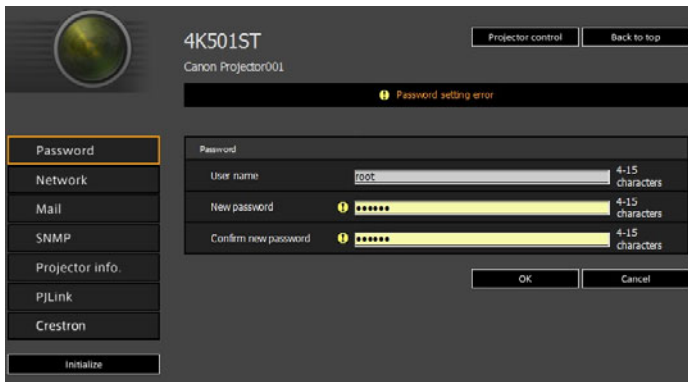 4K501ST
Projector control
Back to top
Canon Projector001
Password setting error
Password
Network
Mail
SNMP
Projector info.
PJLink
Crestron
Initialize
Password
User name root 4-15 characters
New password •••••• 4-15 characters
Confirm new password •••••• 4-15 characters
OK
Cancel